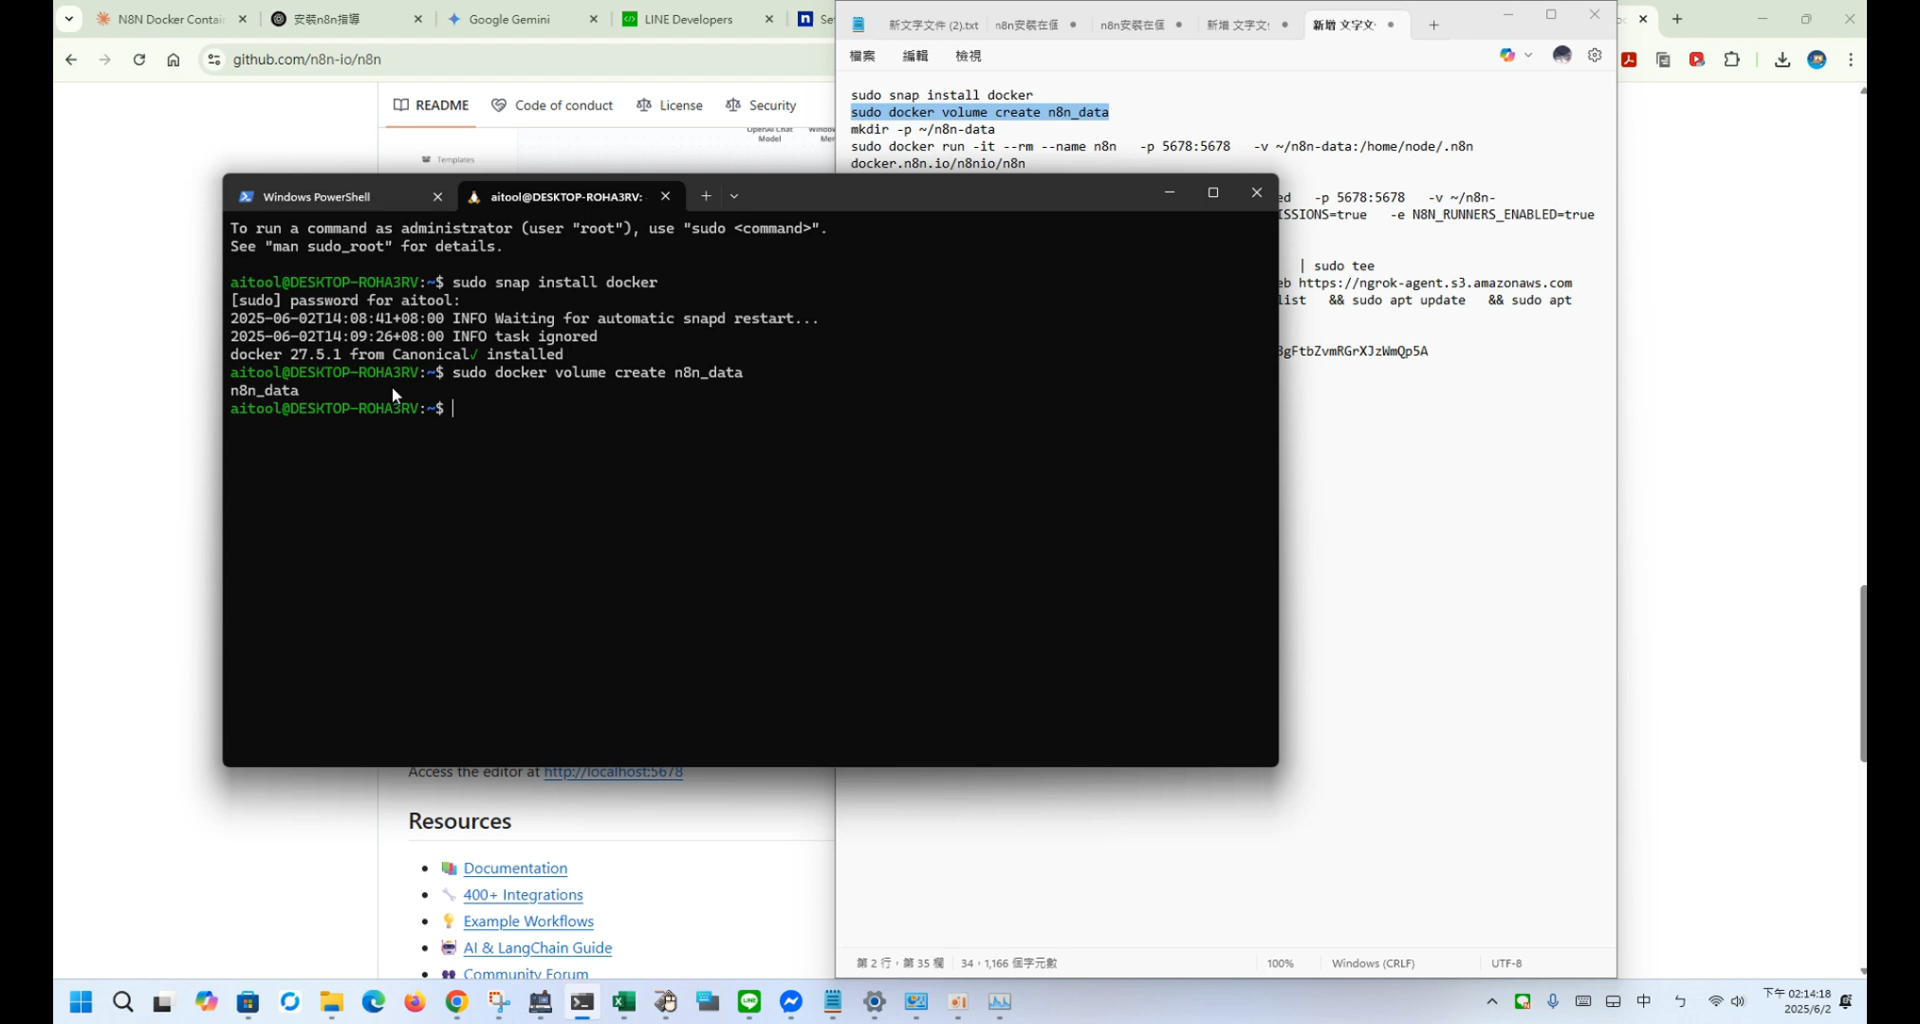 N8N Docker Contain
安裝n8n指導
Google Gemini
LINE Developers
Se
github.com/n8n-io/n8n
README
Code of conduct
License
Security
OpenAI Chat
Model
Templates
新文字文件 (2).txt
n8n安裝在個
n8n安裝在個
新增 文字文
新增 文字文
檔案
編輯
檢視
sudo snap install docker
sudo docker volume create n8n_data
mkdir -p ~/n8n-data
sudo docker run -it --rm --name n8n -p 5678:5678 -v ~/n8n-data:/home/node/.n8n
docker.n8n.io/n8nio/n8n
ed -p 5678:5678 -v ~/n8n-
ISSIONS=true -e N8N_RUNNERS_ENABLED=true
| sudo tee
eb https://ngrok-agent.s3.amazonaws.com
list && sudo apt update && sudo apt
gFtbZvmRGrXJzWmQp5A
Windows PowerShell
aitool@DESKTOP-ROHA3RV:
To run a command as administrator (user "root"), use "sudo <command>".
See "man sudo_root" for details.
aitool@DESKTOP-ROHA3RV:~$ sudo snap install docker
[sudo] password for aitool:
2025-06-02T14:08:41+08:00 INFO Waiting for automatic snapd restart...
2025-06-02T14:09:26+08:00 INFO task ignored
docker 27.5.1 from Canonical✓ installed
aitool@DESKTOP-ROHA3RV:~$ sudo docker volume create n8n_data
n8n_data
aitool@DESKTOP-ROHA3RV:~$
Access the editor at http://localhost:5678
Resources
Documentation
400+ Integrations
Example Workflows
AI & LangChain Guide
Community Forum
第 2 行，第 35 欄
34，1,166 個字元數
100%
Windows (CRLF)
UTF-8
中
下午 02:14:18
2025/6/2